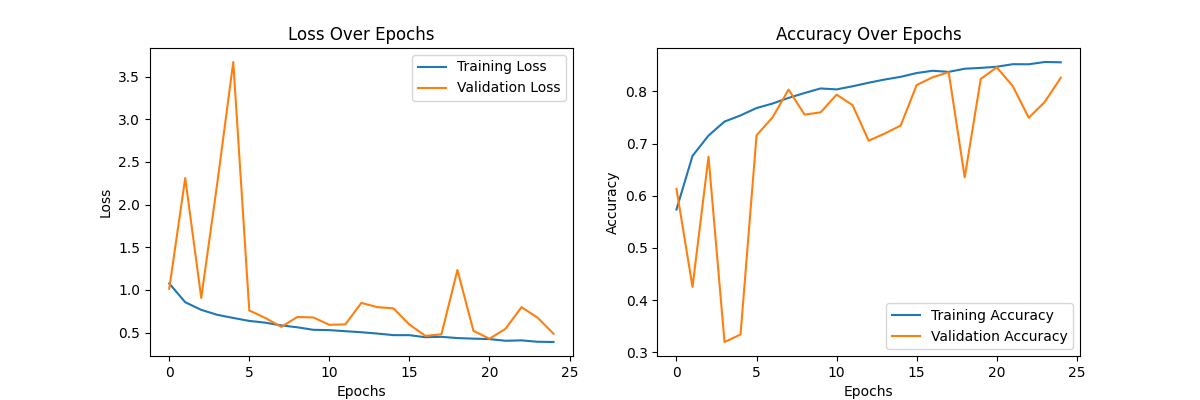 Loss Over Epochs
Training Loss
Validation Loss
3.5
3.0
2.5
2.0
1.5
1.0
0.5
Loss
0 5 10 15 20 25
Epochs
Accuracy Over Epochs
0.8
0.7
0.6
0.5
0.4
0.3
Accuracy
Training Accuracy
Validation Accuracy
0 5 10 15 20 25
Epochs